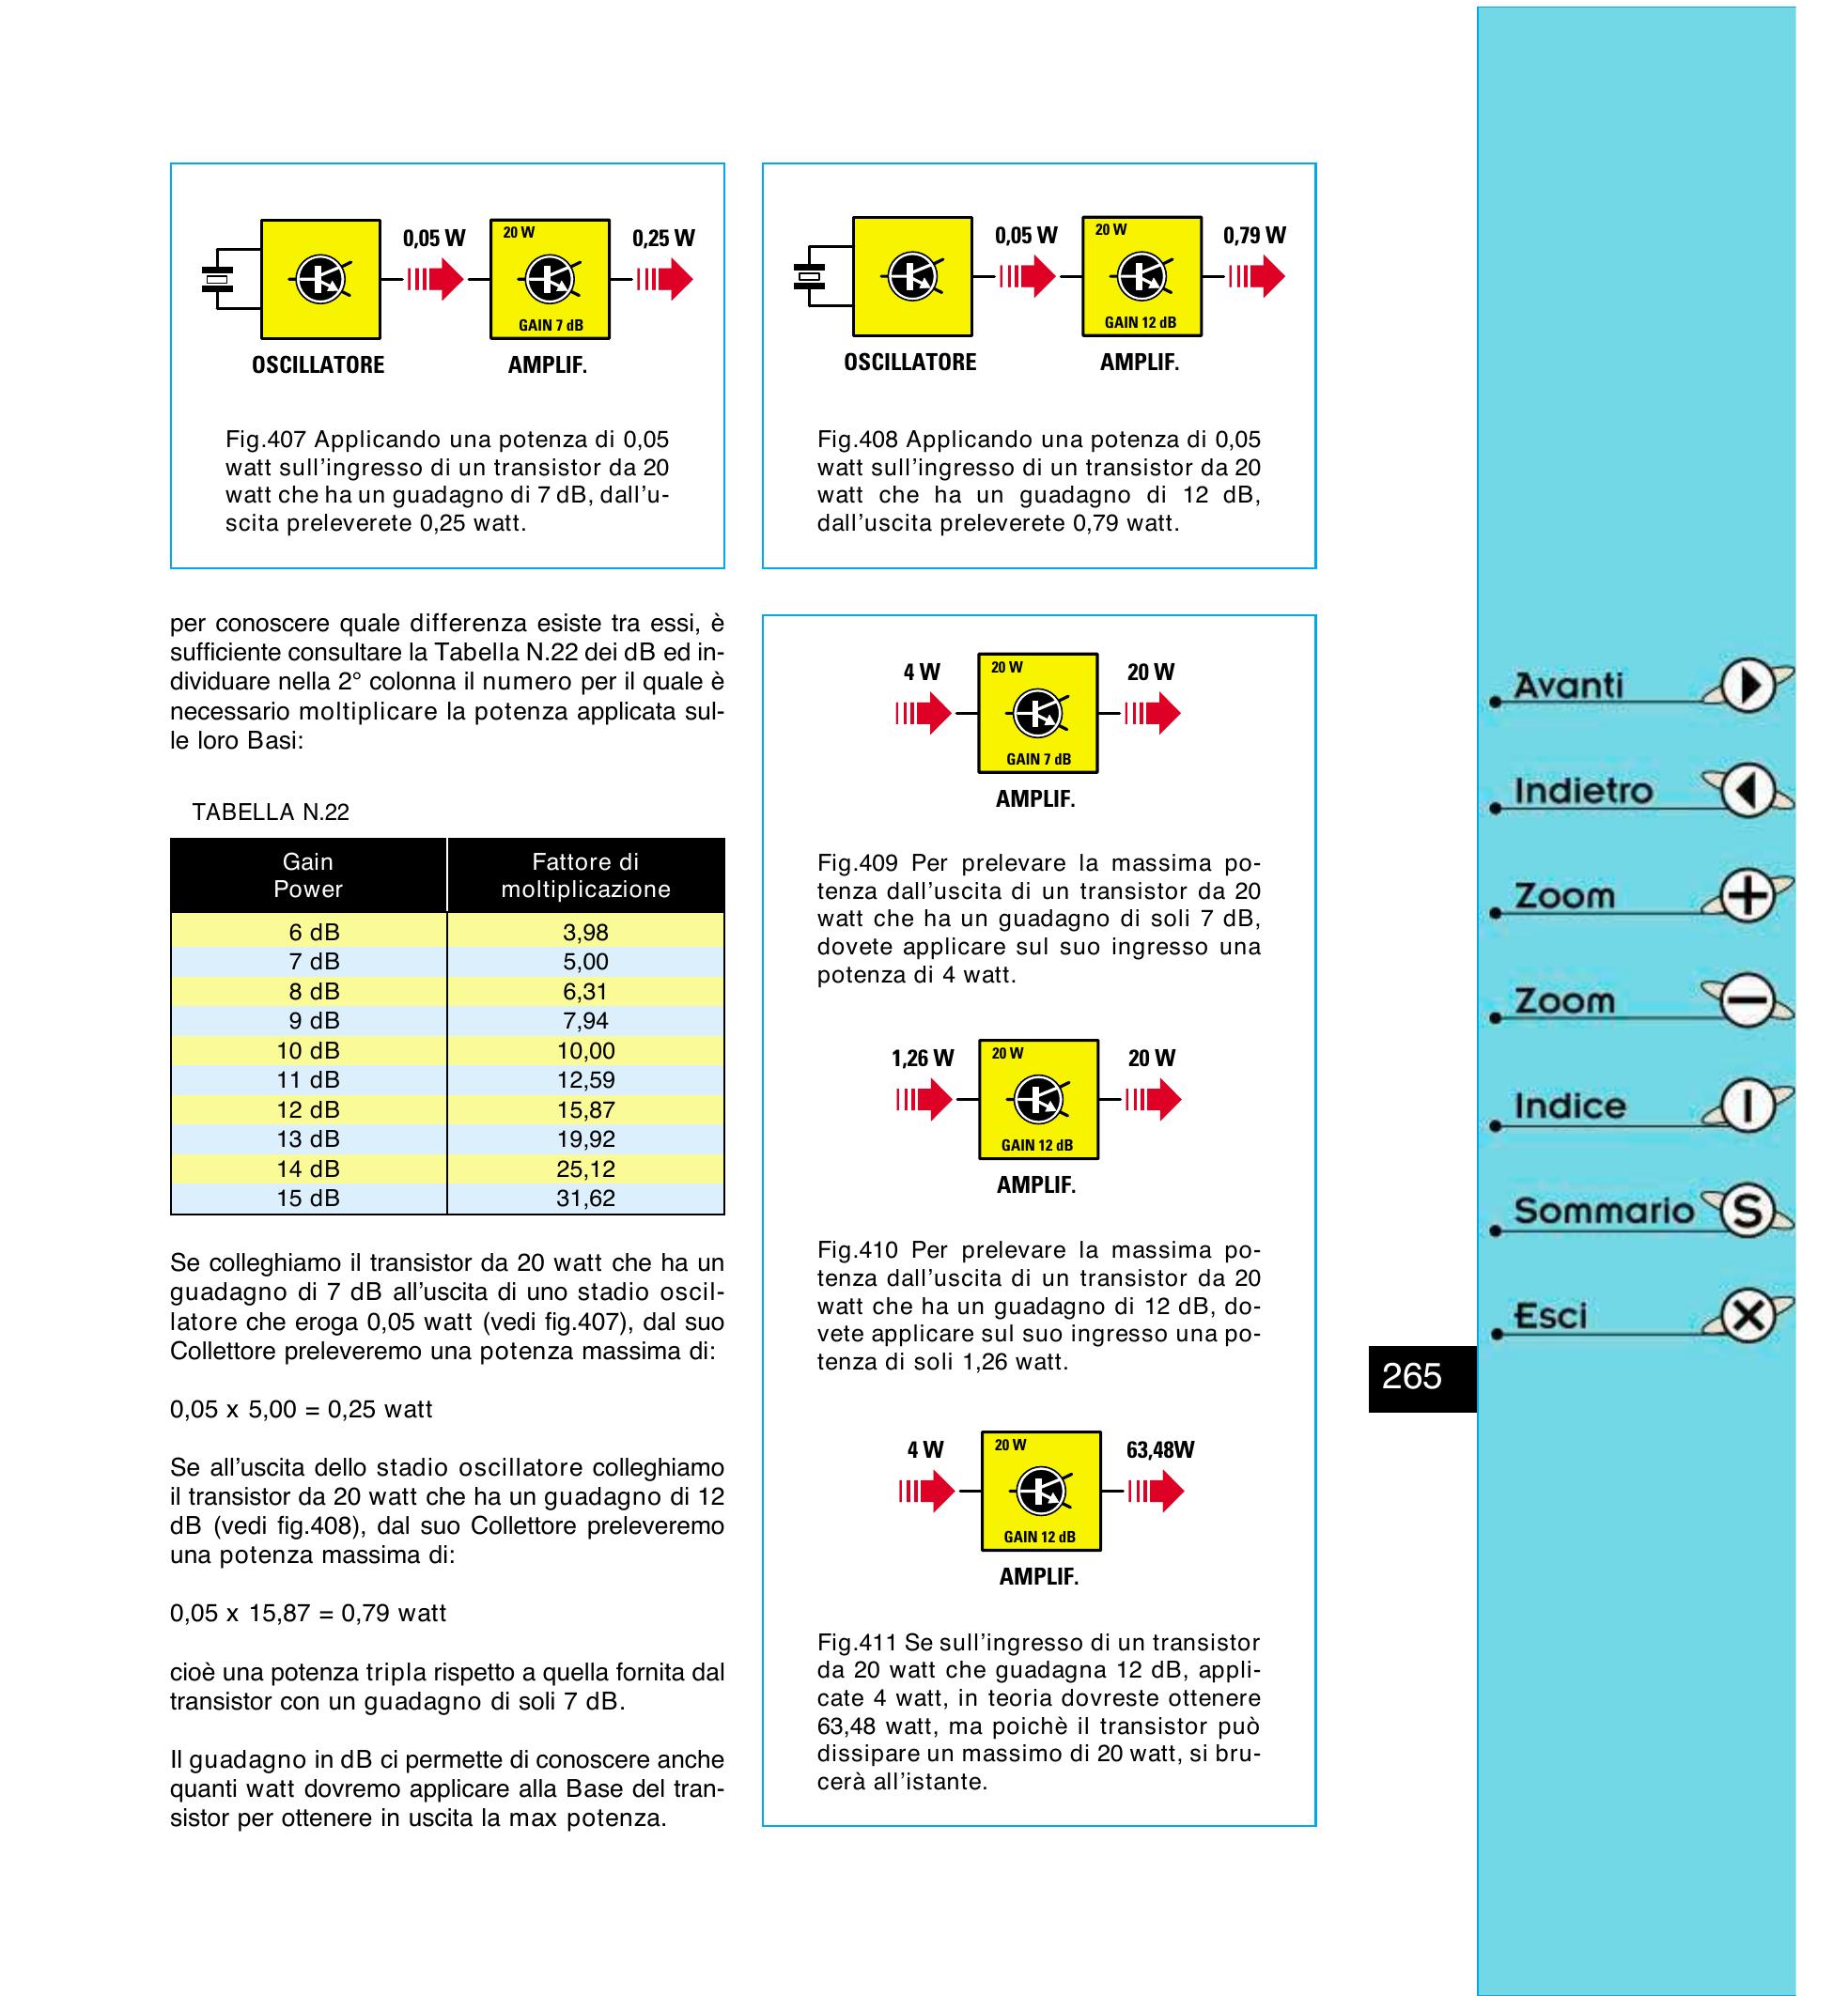 0,05 W
20 W
0,25 W
GAIN 7 dB
OSCILLATORE
AMPLIF.
Fig.407 Applicando una potenza di 0,05
watt sull'ingresso di un transistor da 20
watt che ha un guadagno di 7 dB, dall'u-
scita preleverete 0,25 watt.
0,05 W
20 W
0,79 W
GAIN 12 dB
OSCILLATORE
AMPLIF.
Fig.408 Applicando una potenza di 0,05
watt sull'ingresso di un transistor da 20
watt che ha un guadagno di 12 dB,
dall'uscita preleverete 0,79 watt.
per conoscere quale differenza esiste tra essi, è
sufficiente consultare la Tabella N.22 dei dB ed in-
dividuare nella 2° colonna il numero per il quale è
necessario moltiplicare la potenza applicata sul-
le loro Basi:
TABELLA N.22
Gain Power
Fattore di moltiplicazione
6 dB 3,98
7 dB 5,00
8 dB 6,31
9 dB 7,94
10 dB 10,00
11 dB 12,59
12 dB 15,87
13 dB 19,92
14 dB 25,12
15 dB 31,62
Se colleghiamo il transistor da 20 watt che ha un
guadagno di 7 dB all'uscita di uno stadio oscil-
latore che eroga 0,05 watt (vedi fig.407), dal suo
Collettore preleveremo una potenza massima di:
0,05 x 5,00 = 0,25 watt
Se all'uscita dello stadio oscillatore colleghiamo
il transistor da 20 watt che ha un guadagno di 12
dB (vedi fig.408), dal suo Collettore preleveremo
una potenza massima di:
0,05 x 15,87 = 0,79 watt
cioè una potenza tripla rispetto a quella fornita dal
transistor con un guadagno di soli 7 dB.
Il guadagno in dB ci permette di conoscere anche
quanti watt dovremo applicare alla Base del tran-
sistor per ottenere in uscita la max potenza.
4 W
20 W
20 W
GAIN 7 dB
AMPLIF.
Fig.409 Per prelevare la massima po-
tenza dall'uscita di un transistor da 20
watt che ha un guadagno di soli 7 dB,
dovete applicare sul suo ingresso una
potenza di 4 watt.
1,26 W
20 W
20 W
GAIN 12 dB
AMPLIF.
Fig.410 Per prelevare la massima po-
tenza dall'uscita di un transistor da 20
watt che ha un guadagno di 12 dB, do-
vete applicare sul suo ingresso una po-
tenza di soli 1,26 watt.
4 W
20 W
63,48W
GAIN 12 dB
AMPLIF.
Fig.411 Se sull'ingresso di un transistor
da 20 watt che guadagna 12 dB, appli-
cate 4 watt, in teoria dovreste ottenere
63,48 watt, ma poichè il transistor può
dissipare un massimo di 20 watt, si bru-
cerà all'istante.
265
Avanti
Indietro
Zoom
Zoom
Indice I
Sommario S
Esci